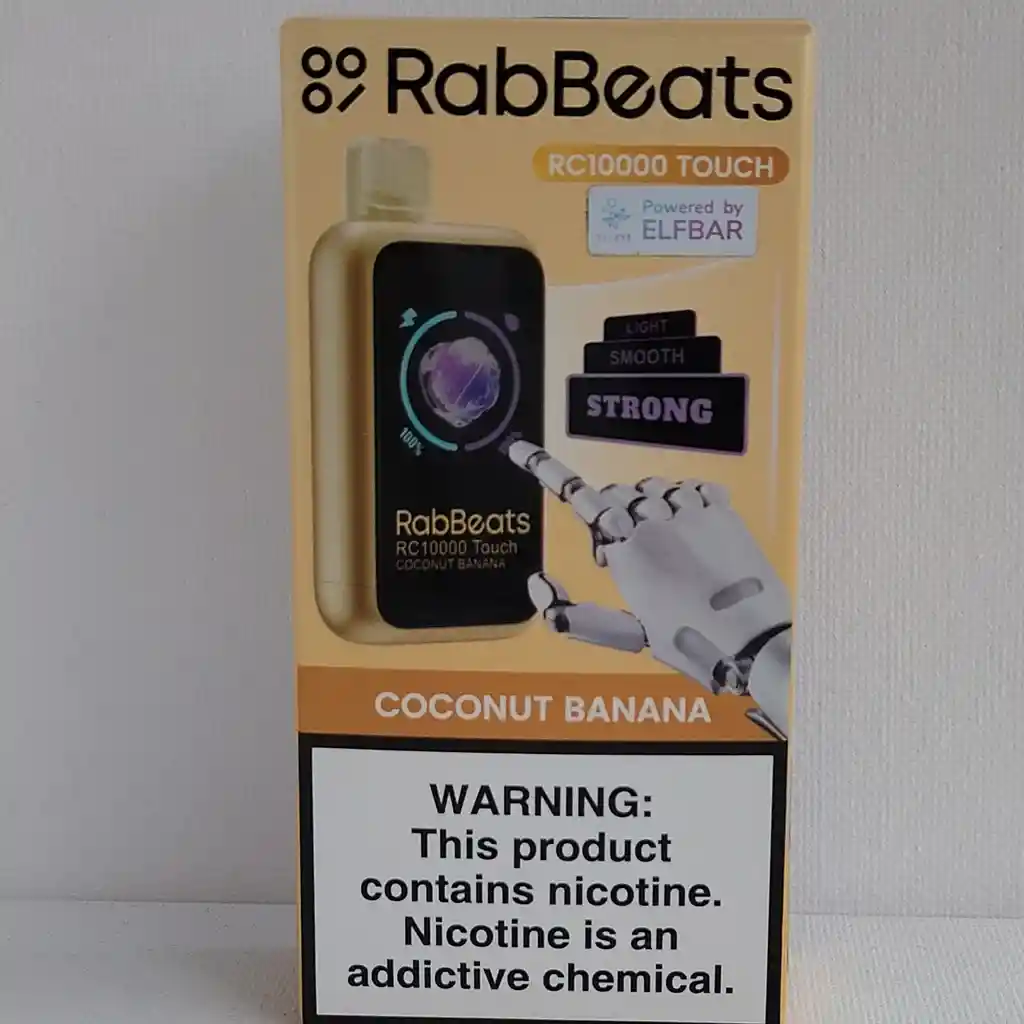 RabBeats
RC10000 TOUCH
Powered by
ELFBAR
LIGHT
SMOOTH
STRONG
100%
RabBeats
RC10000 Touch
COCONUT BANANA
COCONUT BANANA
WARNING:
This product
contains nicotine.
Nicotine is an
addictive chemical.